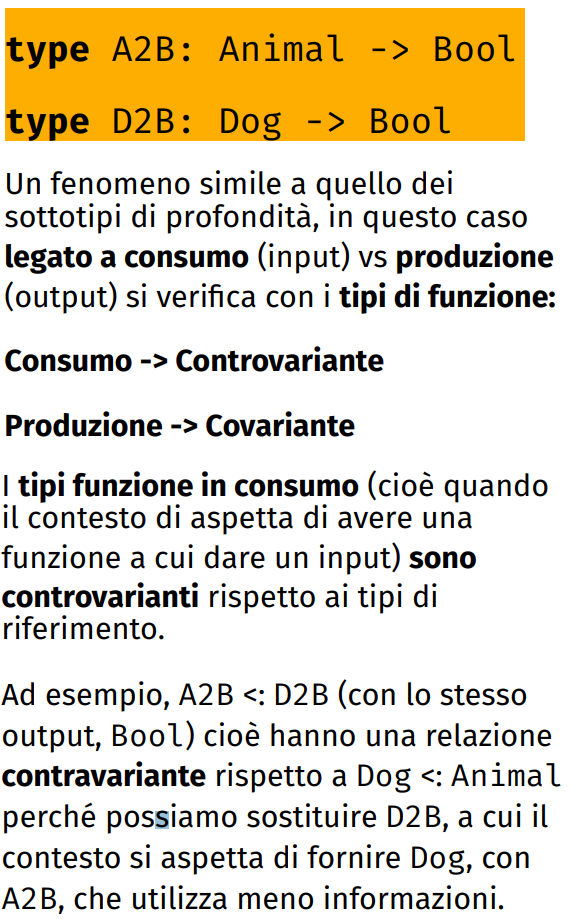 type A2B: Animal -> Bool
type D2B: Dog -> Bool
Un fenomeno simile a quello dei
sottotipi di profondità, in questo caso
legato a consumo (input) vs produzione
(output) si verifica con i tipi di funzione:
Consumo -> Controvariante
Produzione -> Covariante
I tipi funzione in consumo (cioè quando
il contesto di aspetta di avere una
funzione a cui dare un input) sono
controvarianti rispetto ai tipi di
riferimento.
Ad esempio, A2B <: D2B (con lo stesso
output, Bool) cioè hanno una relazione
contravariante rispetto a Dog <: Animal
perché possiamo sostituire D2B, a cui il
contesto si aspetta di fornire Dog, con
A2B, che utilizza meno informazioni.